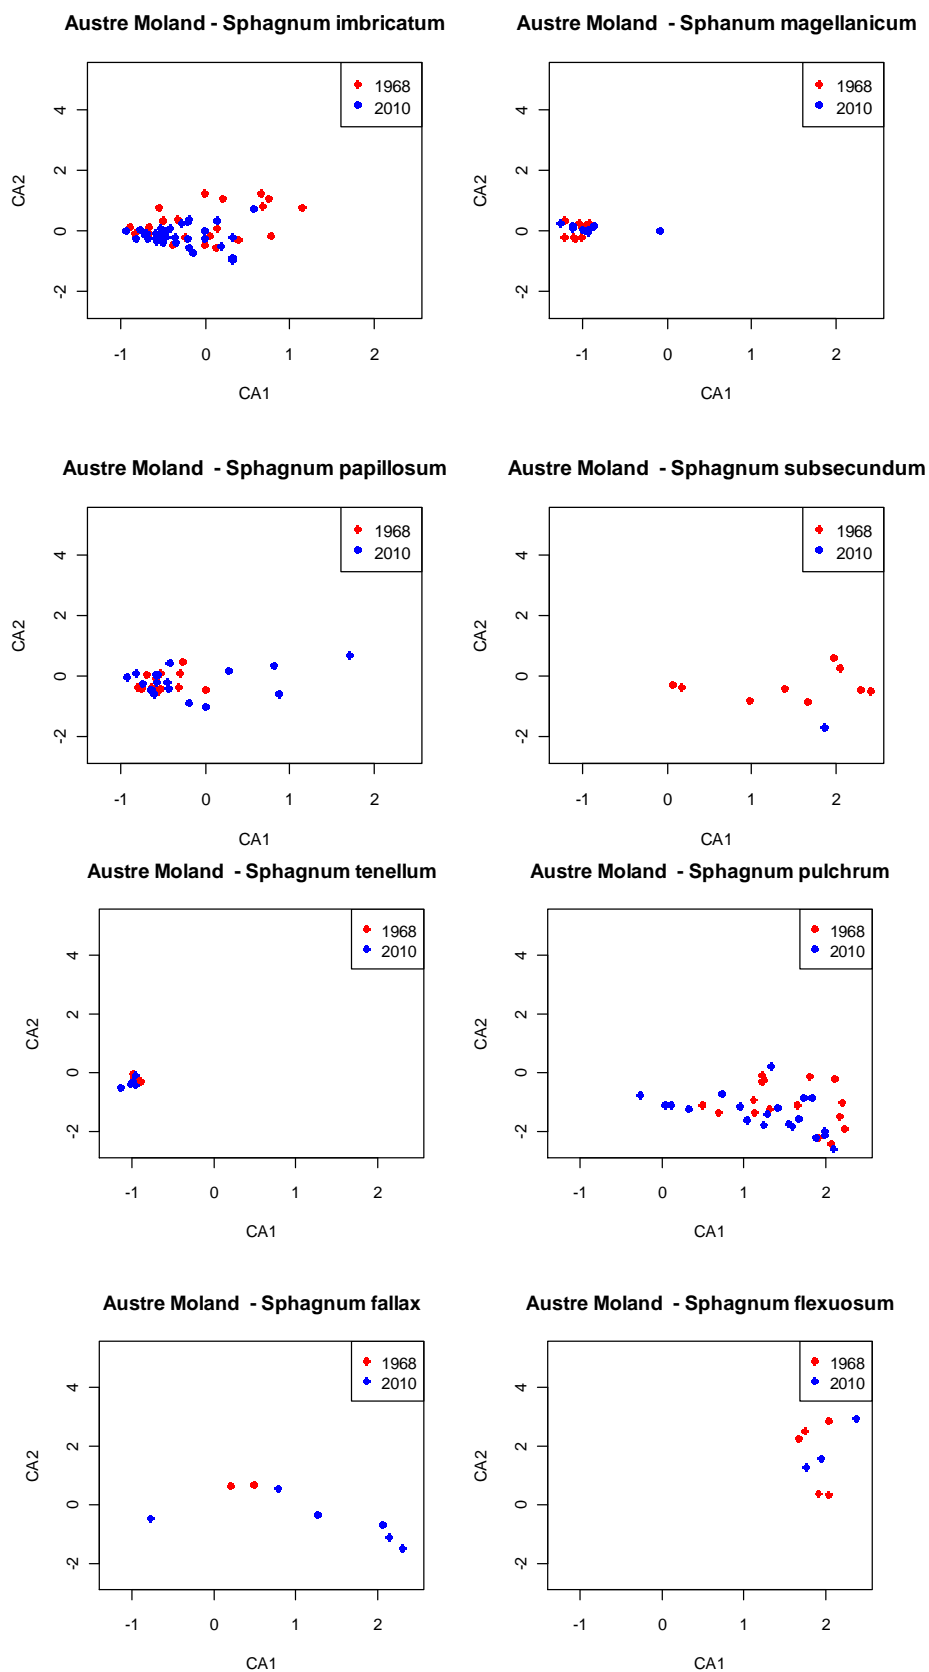 Austre Moland - Sphagnum imbricatum
1968
2010
CA2
4
2
0
-2
-1 0 1 2
CA1
Austre Moland - Sphanum magellanicum
1968
2010
CA2
4
2
0
-2
-1 0 1 2
CA1
Austre Moland - Sphagnum papillosum
1968
2010
CA2
4
2
0
-2
-1 0 1 2
CA1
Austre Moland - Sphagnum subsecundum
1968
2010
CA2
4
2
0
-2
-1 0 1 2
CA1
Austre Moland - Sphagnum tenellum
1968
2010
CA2
4
2
0
-2
-1 0 1 2
CA1
Austre Moland - Sphagnum pulchrum
1968
2010
CA2
4
2
0
-2
-1 0 1 2
CA1
Austre Moland - Sphagnum fallax
1968
2010
CA2
4
2
0
-2
-1 0 1 2
CA1
Austre Moland - Sphagnum flexuosum
1968
2010
CA2
4
2
0
-2
-1 0 1 2
CA1